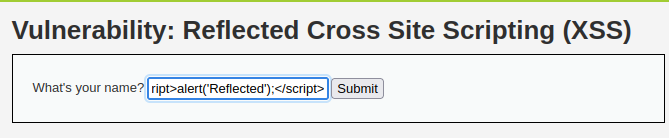 Vulnerability: Reflected Cross Site Scripting (XSS)
What's your name? ript>alert('Reflected');</script> Submit